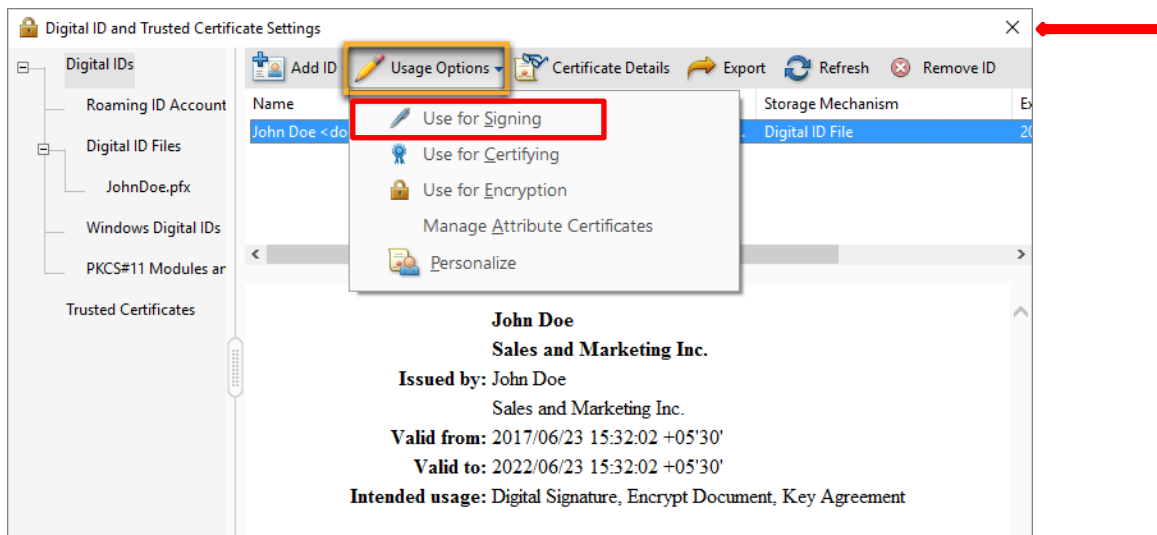 Digital ID and Trusted Certificate Settings
Digital IDs
Roaming ID Account
Digital ID Files
JohnDoe.pfx
Windows Digital IDs
PKCS#11 Modules ar
Trusted Certificates
Add ID Usage Options Certificate Details Export Refresh Remove ID
Name Storage Mechanism Ex
John Doe <do . Digital ID File 20
Use for Signing
Use for Certifying
Use for Encryption
Manage Attribute Certificates
Personalize
John Doe
Sales and Marketing Inc.
Issued by: John Doe
Sales and Marketing Inc.
Valid from: 2017/06/23 15:32:02 +05'30'
Valid to: 2022/06/23 15:32:02 +05'30'
Intended usage: Digital Signature, Encrypt Document, Key Agreement